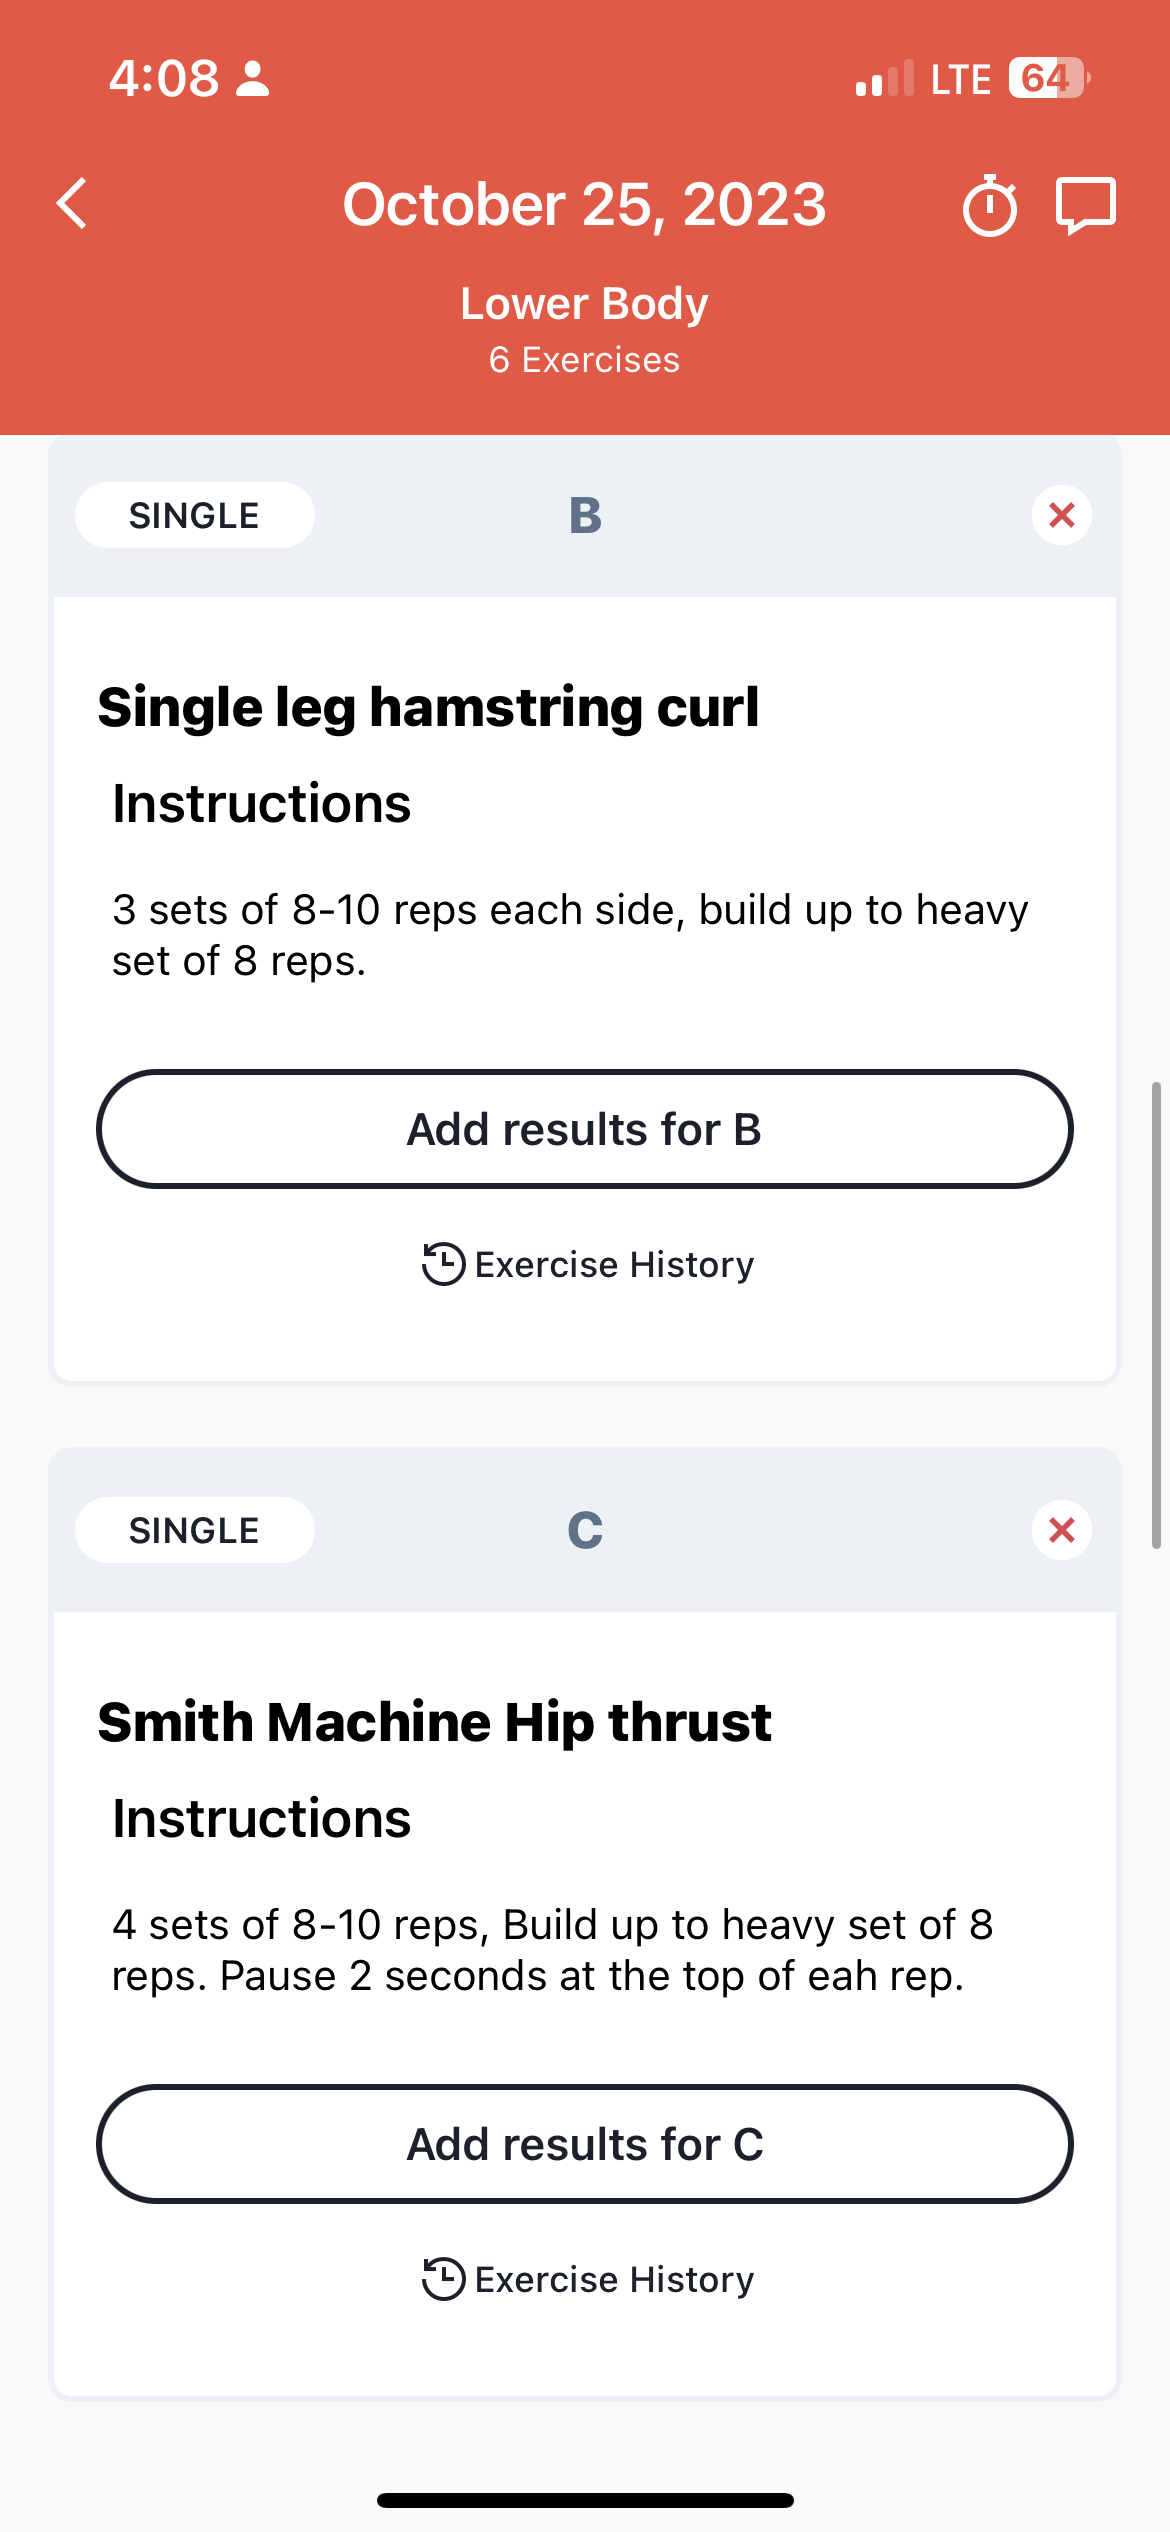 4:08
LTE 64
October 25, 2023
Lower Body
6 Exercises
SINGLE B
Single leg hamstring curl
Instructions
3 sets of 8-10 reps each side, build up to heavy
set of 8 reps.
Add results for B
Exercise History
SINGLE C
Smith Machine Hip thrust
Instructions
4 sets of 8-10 reps, Build up to heavy set of 8
reps. Pause 2 seconds at the top of eah rep.
Add results for C
Exercise History